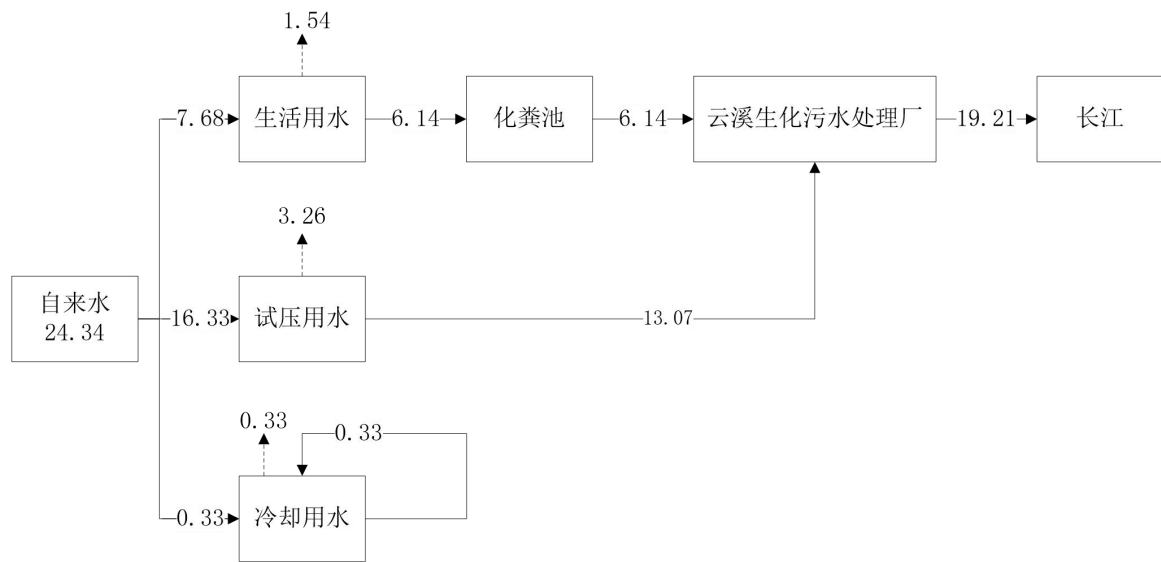 1.54
7.68
生活用水
6.14
化粪池
6.14
云溪生化污水处理厂
19.21
长江
3.26
自来水
24.34
16.33
试压用水
13.07
0.33
0.33
0.33
冷却用水